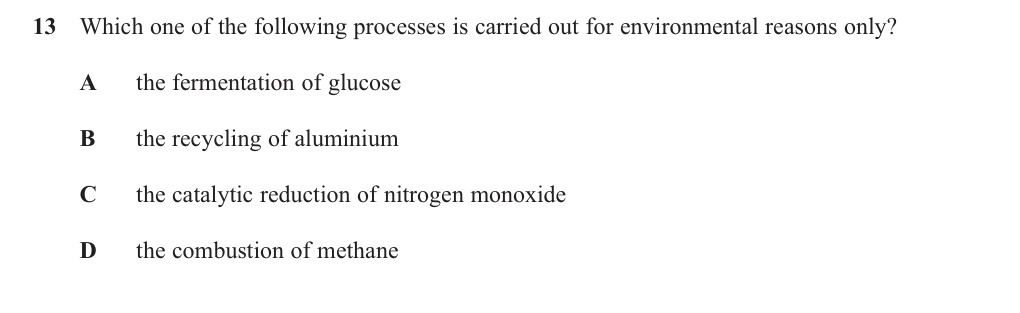 13 Which one of the following processes is carried out for environmental reasons only?
A the fermentation of glucose
B the recycling of aluminium
C the catalytic reduction of nitrogen monoxide
D the combustion of methane